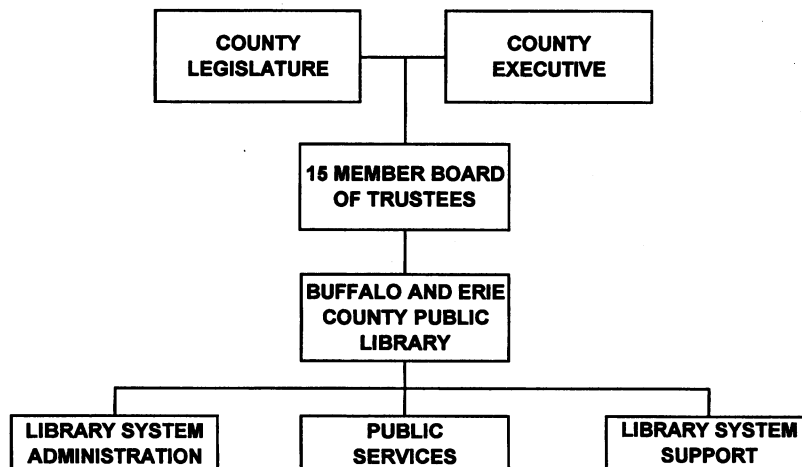 COUNTY
LEGISLATURE
COUNTY
EXECUTIVE
15 MEMBER BOARD
OF TRUSTEES
BUFFALO AND ERIE
COUNTY PUBLIC
LIBRARY
LIBRARY SYSTEM
ADMINISTRATION
PUBLIC
SERVICES
LIBRARY SYSTEM
SUPPORT